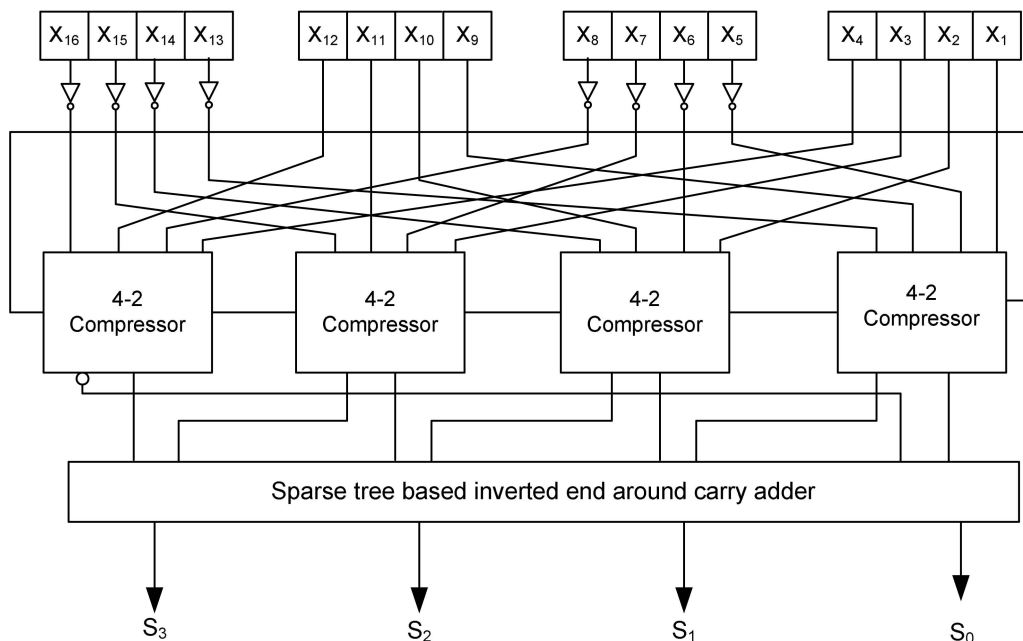 X₁₆ X₁₅ X₁₄ X₁₃ X₁₂ X₁₁ X₁₀ X₉ X₈ X₇ X₆ X₅ X₄ X₃ X₂ X₁
4-2
Compressor
4-2
Compressor
4-2
Compressor
4-2
Compressor
Sparse tree based inverted end around carry adder
S₃ S₂ S₁ S₀